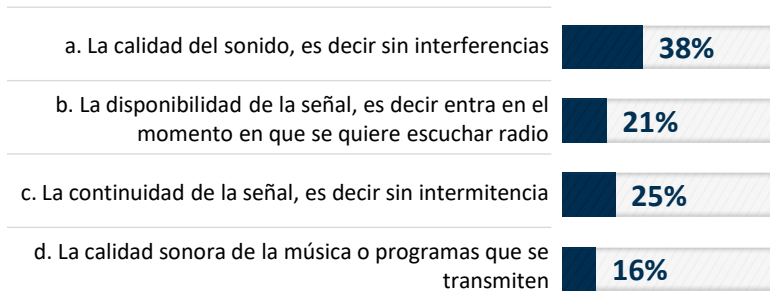 a. La calidad del sonido, es decir sin interferencias
38%
b. La disponibilidad de la señal, es decir entra en el
momento en que se quiere escuchar radio
21%
c. La continuidad de la señal, es decir sin intermitencia
25%
d. La calidad sonora de la música o programas que se
transmiten
16%